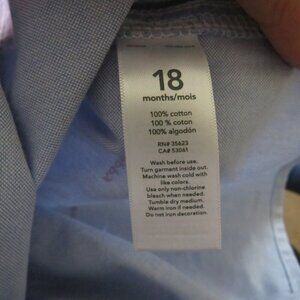 18
months/mois
100% cotton
100 % coton
100% algodón
RN# 35623
CA# 53061
Wash before use.
Turn garment inside out.
Machine wash cold with
like colors.
Use only non-chlorine
bleach when needed.
Tumble dry medium.
Warm iron if needed.
Do not iron decoration.